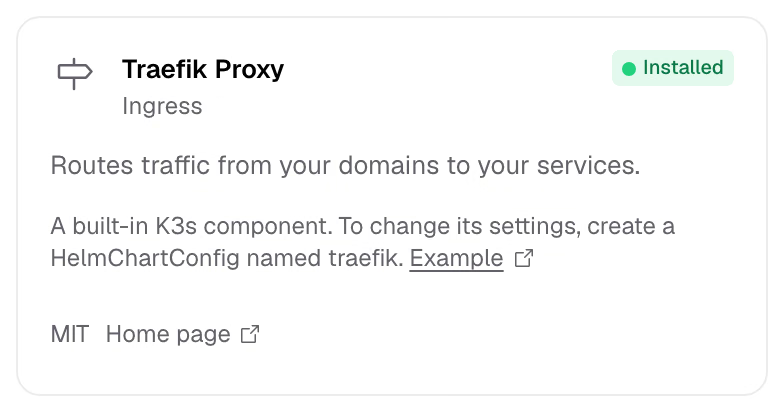 Traefik Proxy
Installed
Ingress
Routes traffic from your domains to your services.
A built-in K3s component. To change its settings, create a
HelmChartConfig named traefik. Example
MIT Home page